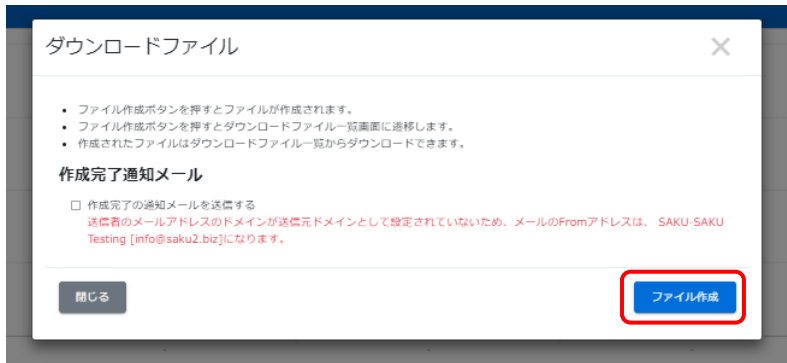 ダウンロードファイル
ファイル作成ボタンを押すとファイルが作成されます。
ファイル作成ボタンを押すとダウンロードファイル一覧画面に遷移します。
作成されたファイルはダウンロードファイル一覧からダウンロードできます。
作成完了通知メール
作成完了の通知メールを送信する
送信者のメールアドレスのドメインが送信元ドメインとして設定されていないため、メールのFromアドレスは、 SAKU-SAKU
Testing [info@saku2.biz]になります。
閉じる
ファイル作成